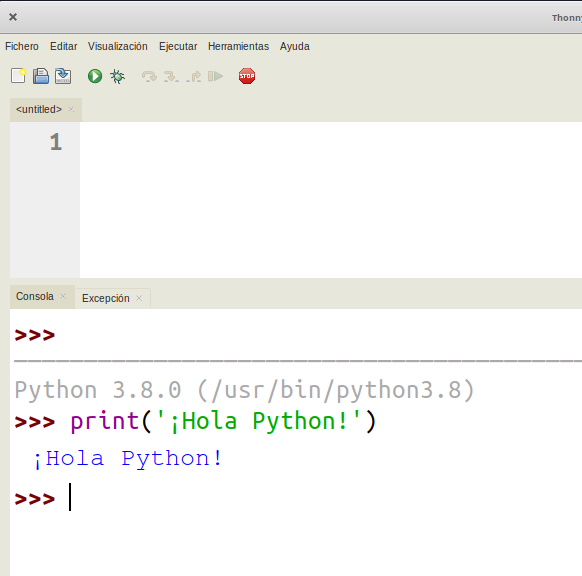 Thonny
Fichero Editar Visualización Ejecutar Herramientas Ayuda
STOP
<untitled>
1
Consola Excepción
>>>
Python 3.8.0 (/usr/bin/python3.8)
>>> print('¡Hola Python!')
¡Hola Python!
>>>